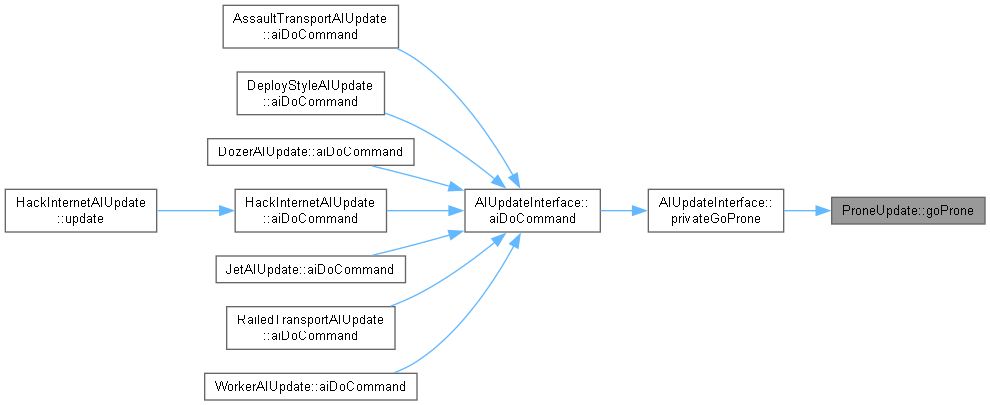 AssaultTransportAIUpdate
::aiDoCommand
DeployStyleAIUpdate
::aiDoCommand
DozerAIUpdate::aiDoCommand
HackInternetAIUpdate
::update
HackInternetAIUpdate
::aiDoCommand
AIUpdateInterface::
aiDoCommand
AIUpdateInterface::
privateGoProne
ProneUpdate::goProne
JetAIUpdate::aiDoCommand
RailedTransportAIUpdate
::aiDoCommand
WorkerAIUpdate::aiDoCommand